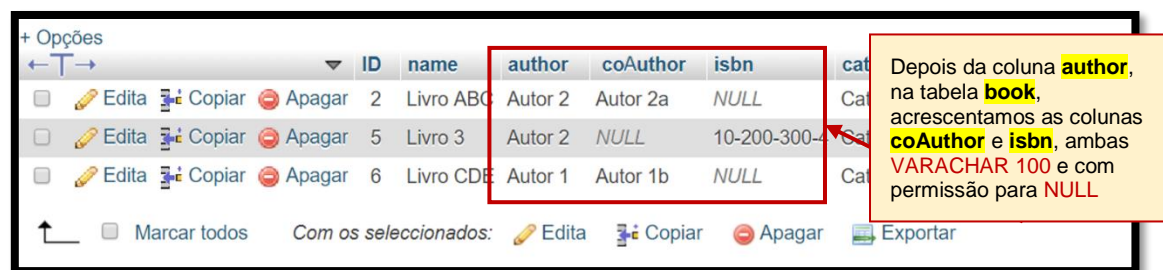 + Opções
ID name author coAuthor isbn cat
Edita Copiar Apagar 2 Livro ABC Autor 2 Autor 2a NULL Cat
Edita Copiar Apagar 5 Livro 3 Autor 2 NULL 10-200-300-4 Cat
Edita Copiar Apagar 6 Livro CDE Autor 1 Autor 1b NULL Cat
Marcar todos Com os seleccionados: Edita Copiar Apagar Exportar
Depois da coluna author,
na tabela book,
acrescentamos as colunas
coAuthor e isbn, ambas
VARACHAR 100 e com
permissão para NULL